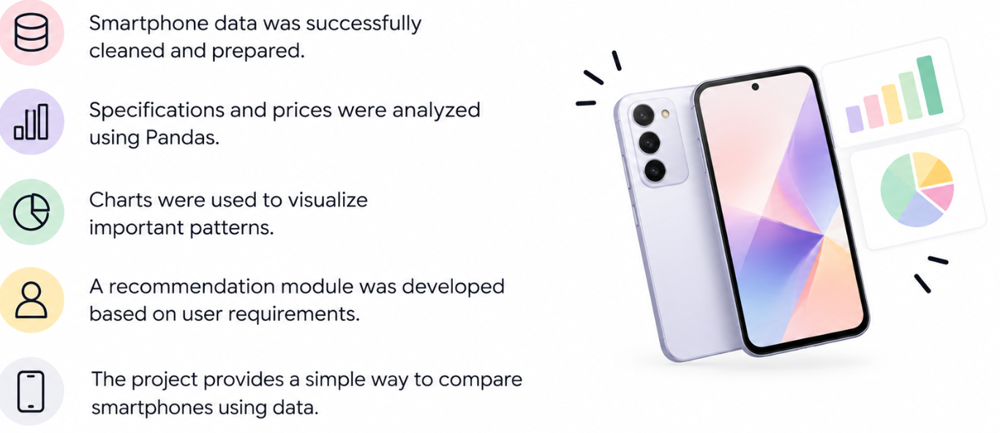 Smartphone data was successfully
cleaned and prepared.
Specifications and prices were analyzed
using Pandas.
Charts were used to visualize
important patterns.
A recommendation module was developed
based on user requirements.
The project provides a simple way to compare
smartphones using data.